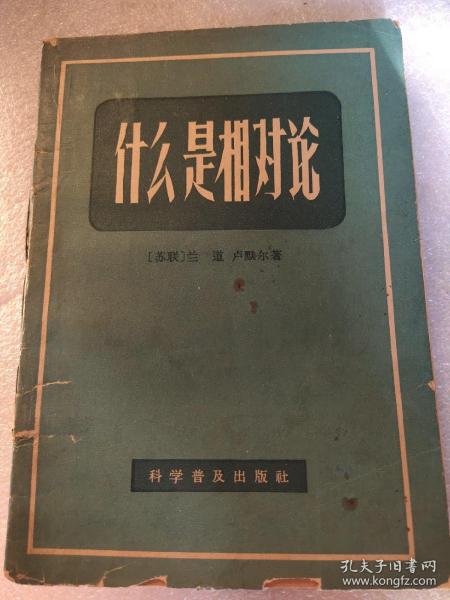 什么是相对论
〔苏联〕兰 道 卢默尔著
科学普及出版社
孔夫子旧书网
www.kongfz.com